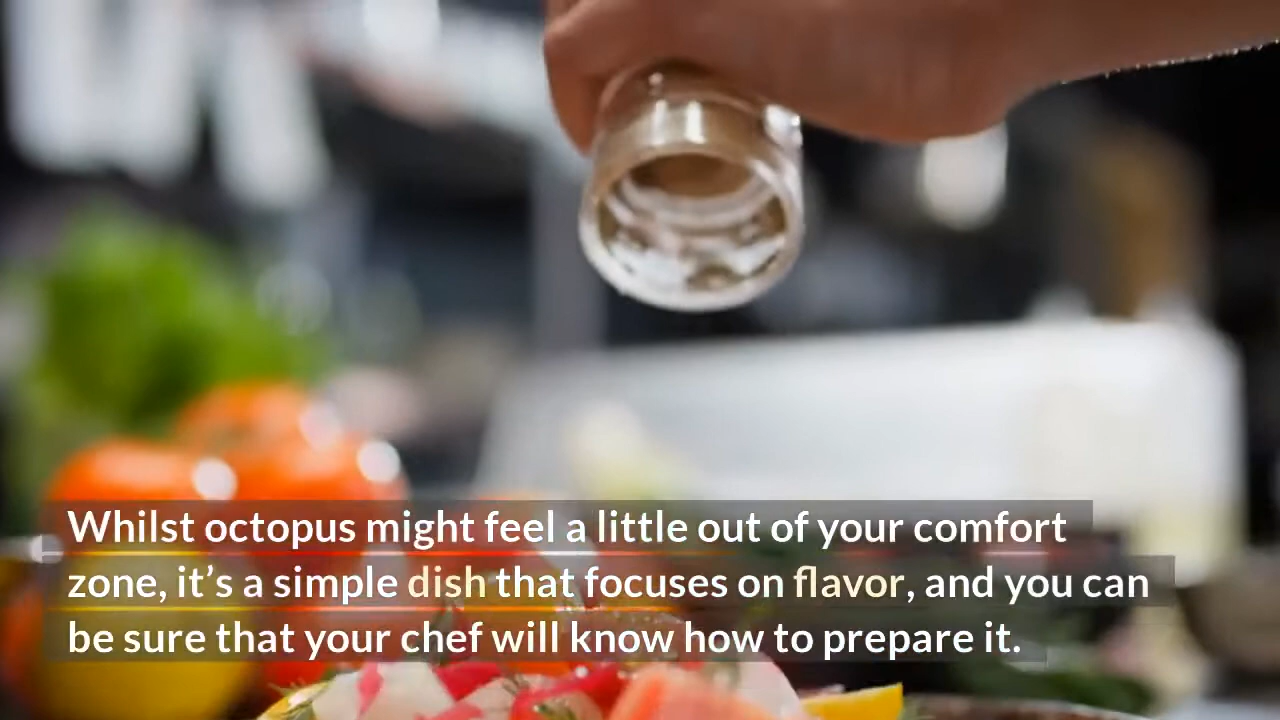 Whilst octopus might feel a little out of your comfort
zone, it’s a simple dish that focuses on flavor, and you can
be sure that your chef will know how to prepare it.